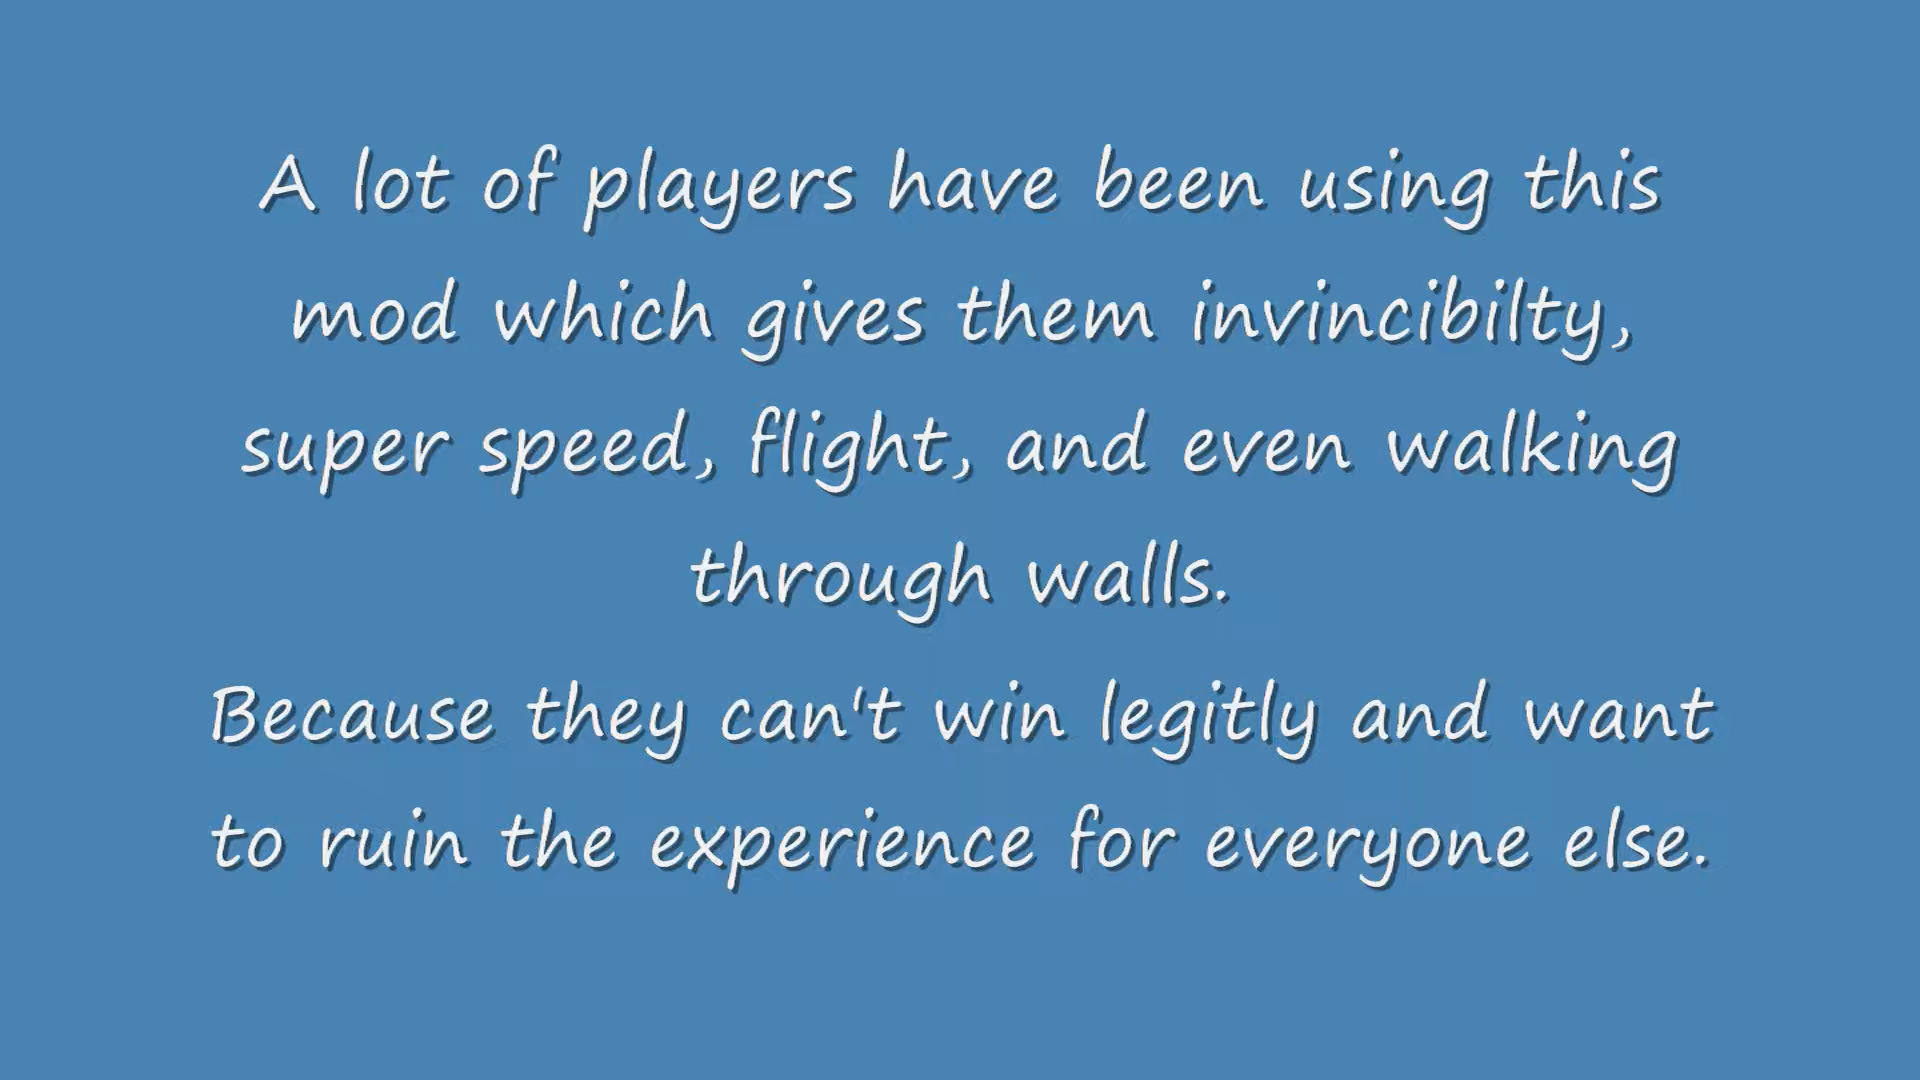 A lot of players have been using this
mod which gives them invincibilty,
super speed, flight, and even walking
through walls.
Because they can't win legitly and want
to ruin the experience for everyone else.